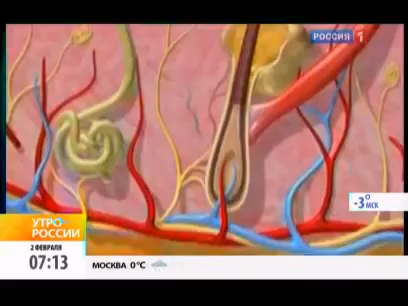 РОССИЯ 1
-3°
МСК
УТРО
РОССИИ
2 ФЕВРАЛЯ
07:13
МОСКВА 0°C